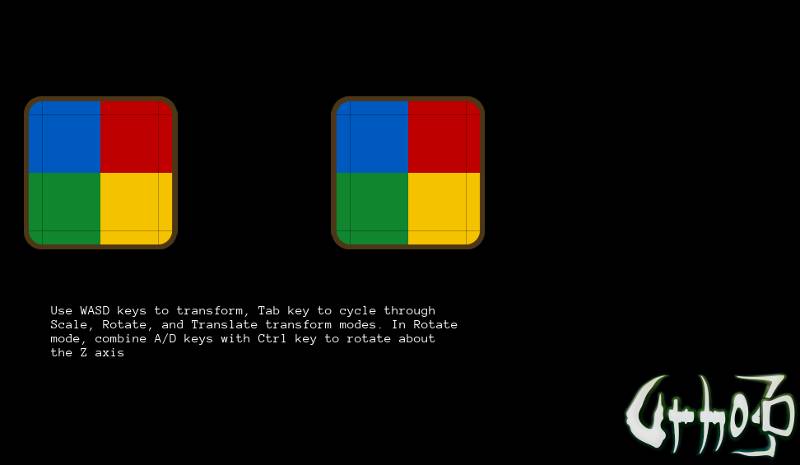 Use WASD keys to transform, Tab key to cycle through
Scale, Rotate, and Translate transform modes. In Rotate
mode, combine A/D keys with Ctrl key to rotate about
the Z axis